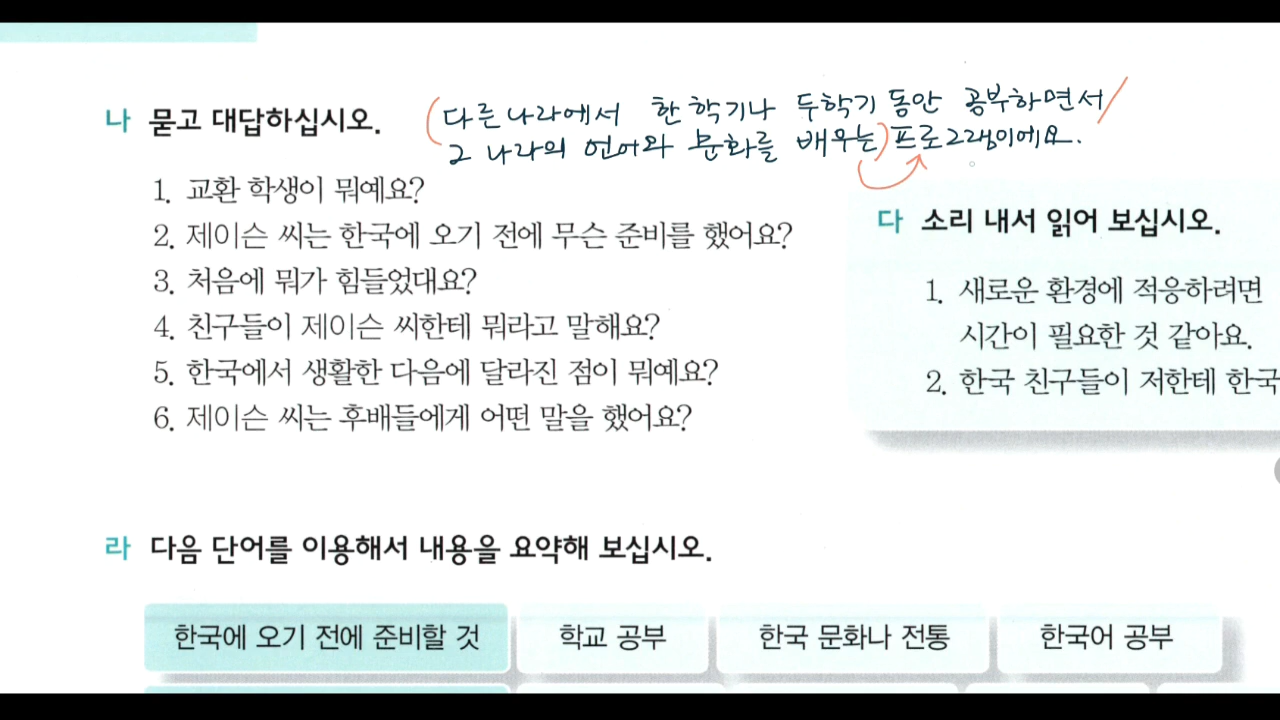 나 묻고 대답하십시오.
다른 나라에서 한 학기나 두 학기 동안 공부하면서
그 나라의 언어와 문화를 배우는 프로그램이에요.
1. 교환 학생이 뭐예요?
2. 제이슨 씨는 한국에 오기 전에 무슨 준비를 했어요?
3. 처음에 뭐가 힘들었대요?
4. 친구들이 제이슨 씨한테 뭐라고 말해요?
5. 한국에서 생활한 다음에 달라진 점이 뭐예요?
6. 제이슨 씨는 후배들에게 어떤 말을 했어요?
다 소리 내서 읽어 보십시오.
1. 새로운 환경에 적응하려면
시간이 필요한 것 같아요.
2. 한국 친구들이 저한테 한국
라 다음 단어를 이용해서 내용을 요약해 보십시오.
한국에 오기 전에 준비할 것 학교 공부 한국 문화나 전통 한국어 공부